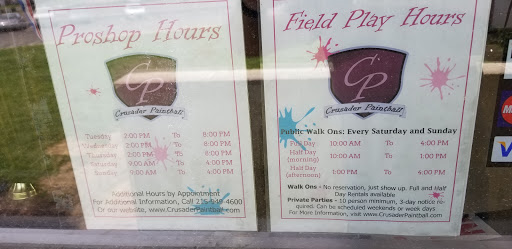 Proshop Hours
CP
Crusader Paintball
Tuesday 2:00 PM To 8:00 PM
Wednesday 2:00 PM To 8:00 PM
Thursday 2:00 PM To 8:00 PM
Saturday 9:00 AM To 4:00 PM
Sunday 9:00 AM To 4:00 PM
Additional Hours by Appointment
For Additional Information, Call 4600
Or our website, www.CrusaderPaintball.com
Field Play Hours
CP
Crusader Paintball
Public Walk Ons: Every Saturday and Sunday
Full Day 10:00 AM To 4:00 PM
Half Day 10:00 AM To 1:00 PM
(morning)
Half Day 1:00 PM To 4:00 PM
(afternoon)
Walk Ons - No reservation, just show up. Full and Half
Day Rentals available
Private Parties - 10 person minimum, 3-day notice re-
quired. Can be scheduled weekends or week days
For More Information, visit www.CrusaderPaintball.com